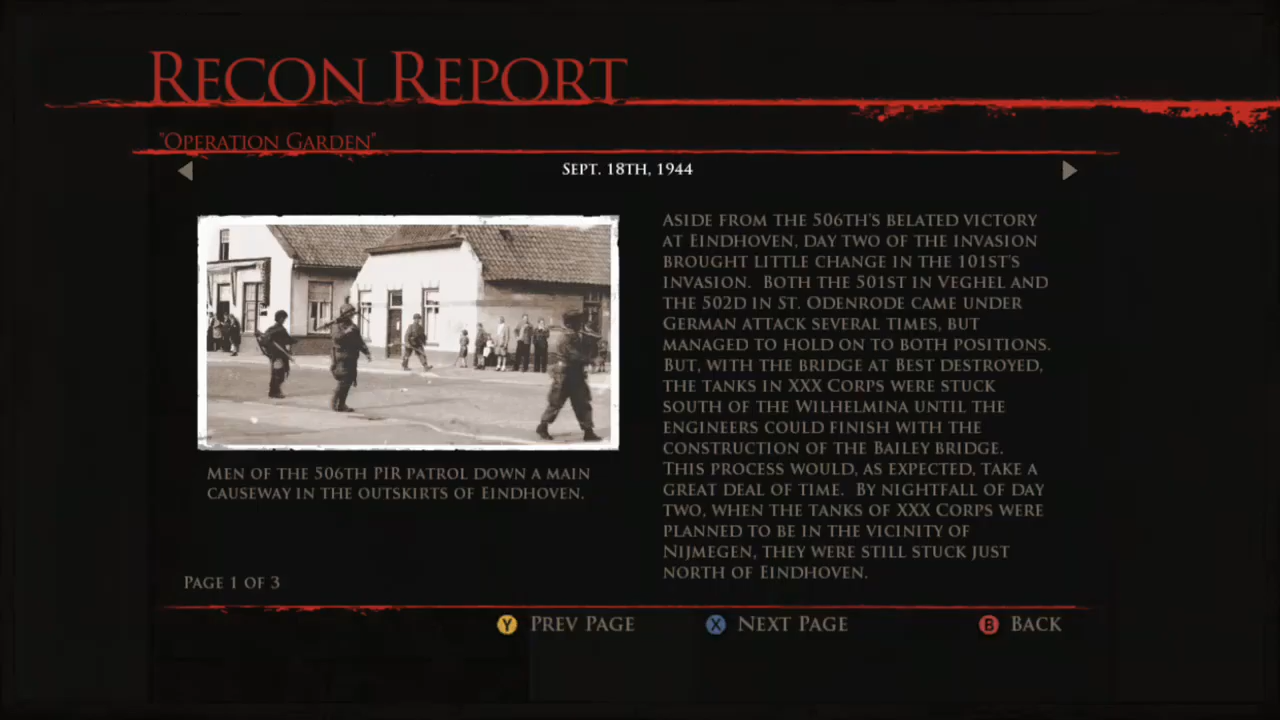 Recon Report
"Operation Garden"
Sept. 18th, 1944
Aside from the 506th's belated victory
at Eindhoven, day two of the invasion
brought little change in the 101st's
invasion. Both the 501st in Veghel and
the 502d in St. Odenrode came under
German attack several times, but
managed to hold on to both positions.
But, with the bridge at Best destroyed,
the tanks in XXX Corps were stuck
south of the Wilhelmina until the
engineers could finish with the
construction of the Bailey bridge.
This process would, as expected, take a
great deal of time. By nightfall of day
two, when the tanks of XXX Corps were
planned to be in the vicinity of
Nijmegen, they were still stuck just
north of Eindhoven.
Men of the 506th PIR patrol down a main
causeway in the outskirts of Eindhoven.
Page 1 of 3
Y Prev Page X Next Page B Back